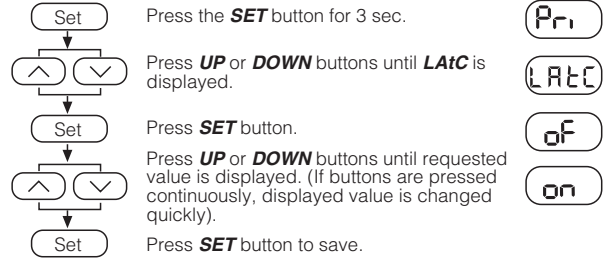 Set
Press the SET button for 3 sec.
Pri
Press UP or DOWN buttons until LAtC is
displayed.
LAtC
Set
Press SET button.
oF
Press UP or DOWN buttons until requested
value is displayed. (If buttons are pressed
continuously, displayed value is changed
quickly).
on
Set
Press SET button to save.